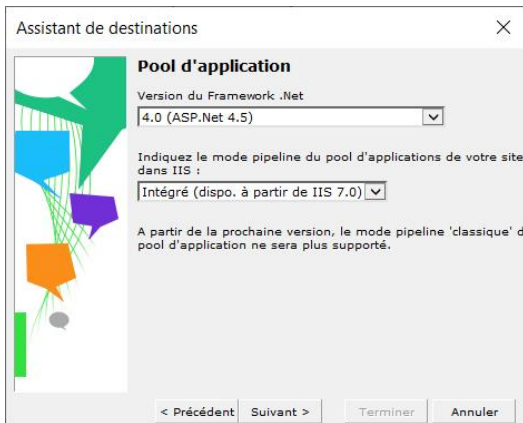 Assistant de destinations
Pool d'application
Version du Framework .Net
4.0 (ASP.Net 4.5)
Indiquez le mode pipeline du pool d'applications de votre site
dans IIS :
Intégré (dispo. à partir de IIS 7.0)
A partir de la prochaine version, le mode pipeline 'classique' d
pool d'application ne sera plus supporté.
< Précédent Suivant > Terminer Annuler